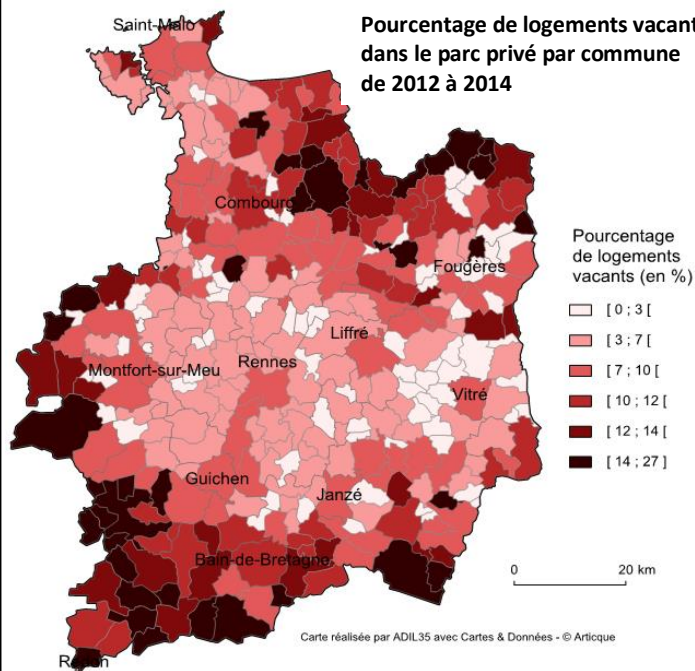 Pourcentage de logements vacant
dans le parc privé par commune
de 2012 à 2014
Saint-Malo
Combourg
Fougères
Liffré
Rennes
Montfort-sur-Meu
Vitré
Guichen
Janzé
Bain-de-Bretagne
Redon
Pourcentage
de logements
vacants (en %)
[ 0 ; 3 [
[ 3 ; 7 [
[ 7 ; 10 [
[ 10 ; 12 [
[ 12 ; 14 [
[ 14 ; 27 ]
0 20 km
Carte réalisée par ADIL35 avec Cartes & Données - © Articque